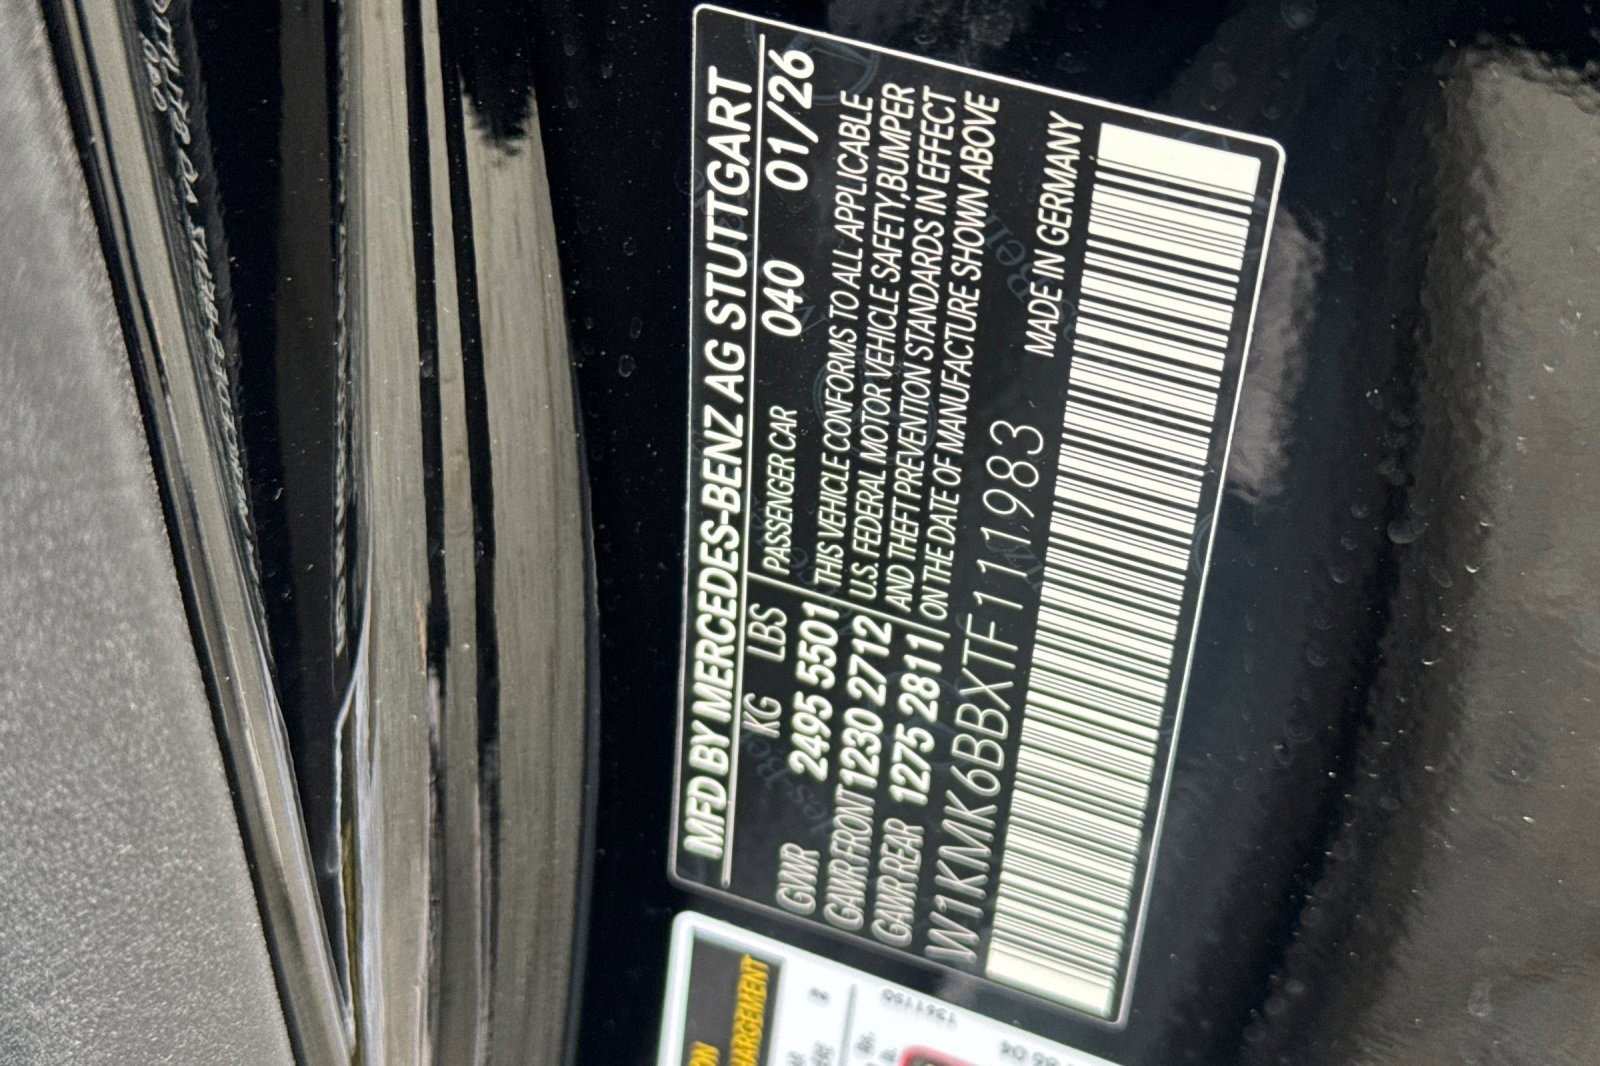 MFD BY MERCEDES-BENZ AG STUTTGART
KG LBS
PASSENGER CAR 040 01/26
GVWR 2495 5501
GAWR FRONT 1230 2712
GAWR REAR 1275 2811
THIS VEHICLE CONFORMS TO ALL APPLICABLE
U.S. FEDERAL MOTOR VEHICLE SAFETY,BUMPER
AND THEFT PREVENTION STANDARDS IN EFFECT
ON THE DATE OF MANUFACTURE SHOWN ABOVE
W1KMK6BBXTF111983 MADE IN GERMANY